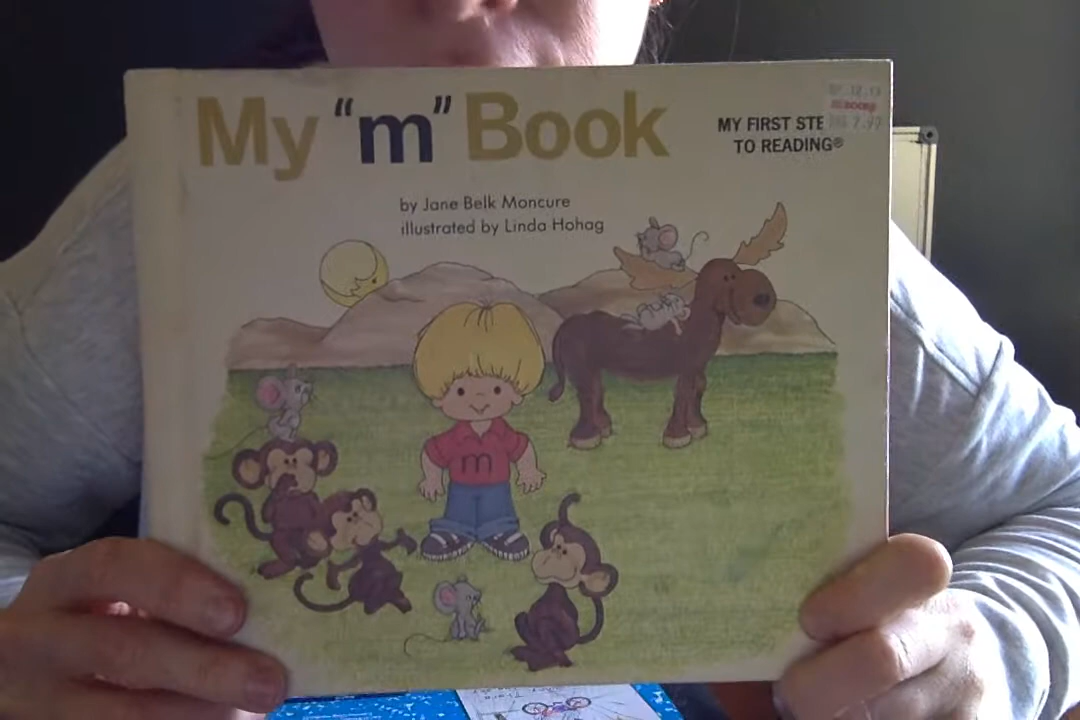 My "m" Book
MY FIRST STE
TO READING®
by Jane Belk Moncure
illustrated by Linda Hohag
m